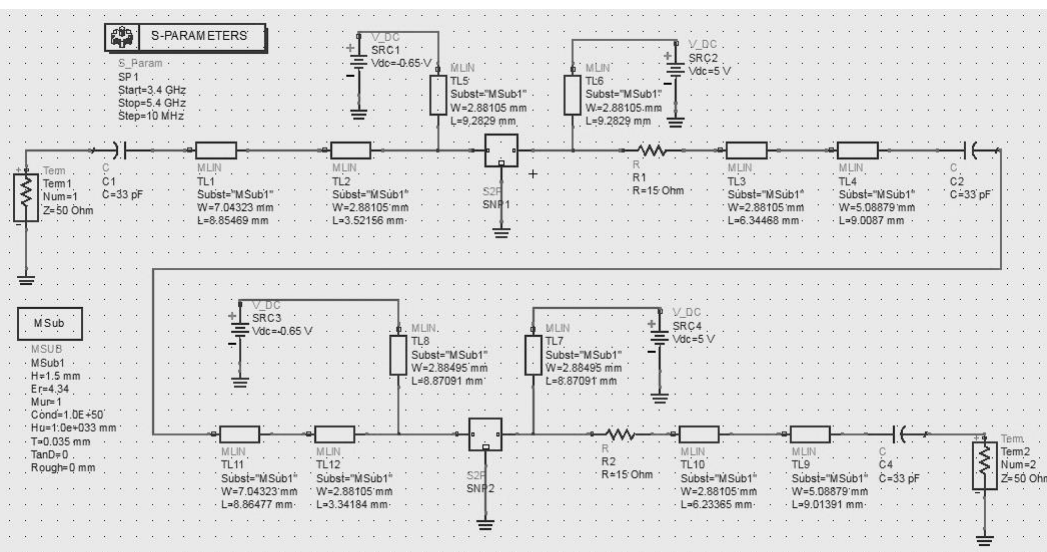 S-PARAMETERS
S_Param
SP1
Start=3.4 GHz
Stop=5.4 GHz
Step=10 MHz
V_DC
SRC1
Vdc=-0.65 V
MLIN
TL5
Subst="MSub1"
W=2.88105 mm
L=9.2829 mm
MLIN
TL6
Subst="MSub1"
W=2.88105 mm
L=9.2829 mm
V_DC
SRC2
Vdc=5 V
Term
Term1
Num=1
Z=50 Ohm
C
C1
C=33 pF
MLIN
TL1
Subst="MSub1"
W=7.04323 mm
L=8.85469 mm
MLIN
TL2
Subst="MSub1"
W=2.88105 mm
L=3.52156 mm
S2P
SNP1
R
R1
R=15 Ohm
MLIN
TL3
Subst="MSub1"
W=2.88105 mm
L=6.34468 mm
MLIN
TL4
Subst="MSub1"
W=5.08879 mm
L=9.0087 mm
C
C2
C=33 pF
MSub
MSUB
MSub1
H=1.5 mm
Er=4.34
Mur=1
Cond=1.0E+50
Hu=1.0e+033 mm
T=0.035 mm
TanD=0
Rough=0 mm
V_DC
SRC3
Vdc=-0.65 V
MLIN
TL8
Subst="MSub1"
W=2.88495 mm
L=8.87091 mm
MLIN
TL7
Subst="MSub1"
W=2.88495 mm
L=8.87091 mm
V_DC
SRC4
Vdc=5 V
MLIN
TL11
Subst="MSub1"
W=7.04323 mm
L=8.86477 mm
MLIN
TL12
Subst="MSub1"
W=2.88105 mm
L=3.34184 mm
S2P
SNP2
R
R2
R=15 Ohm
MLIN
TL10
Subst="MSub1"
W=2.88105 mm
L=6.23365 mm
MLIN
TL9
Subst="MSub1"
W=5.08879 mm
L=9.01391 mm
C
C4
C=33 pF
Term
Term2
Num=2
Z=50 Ohm